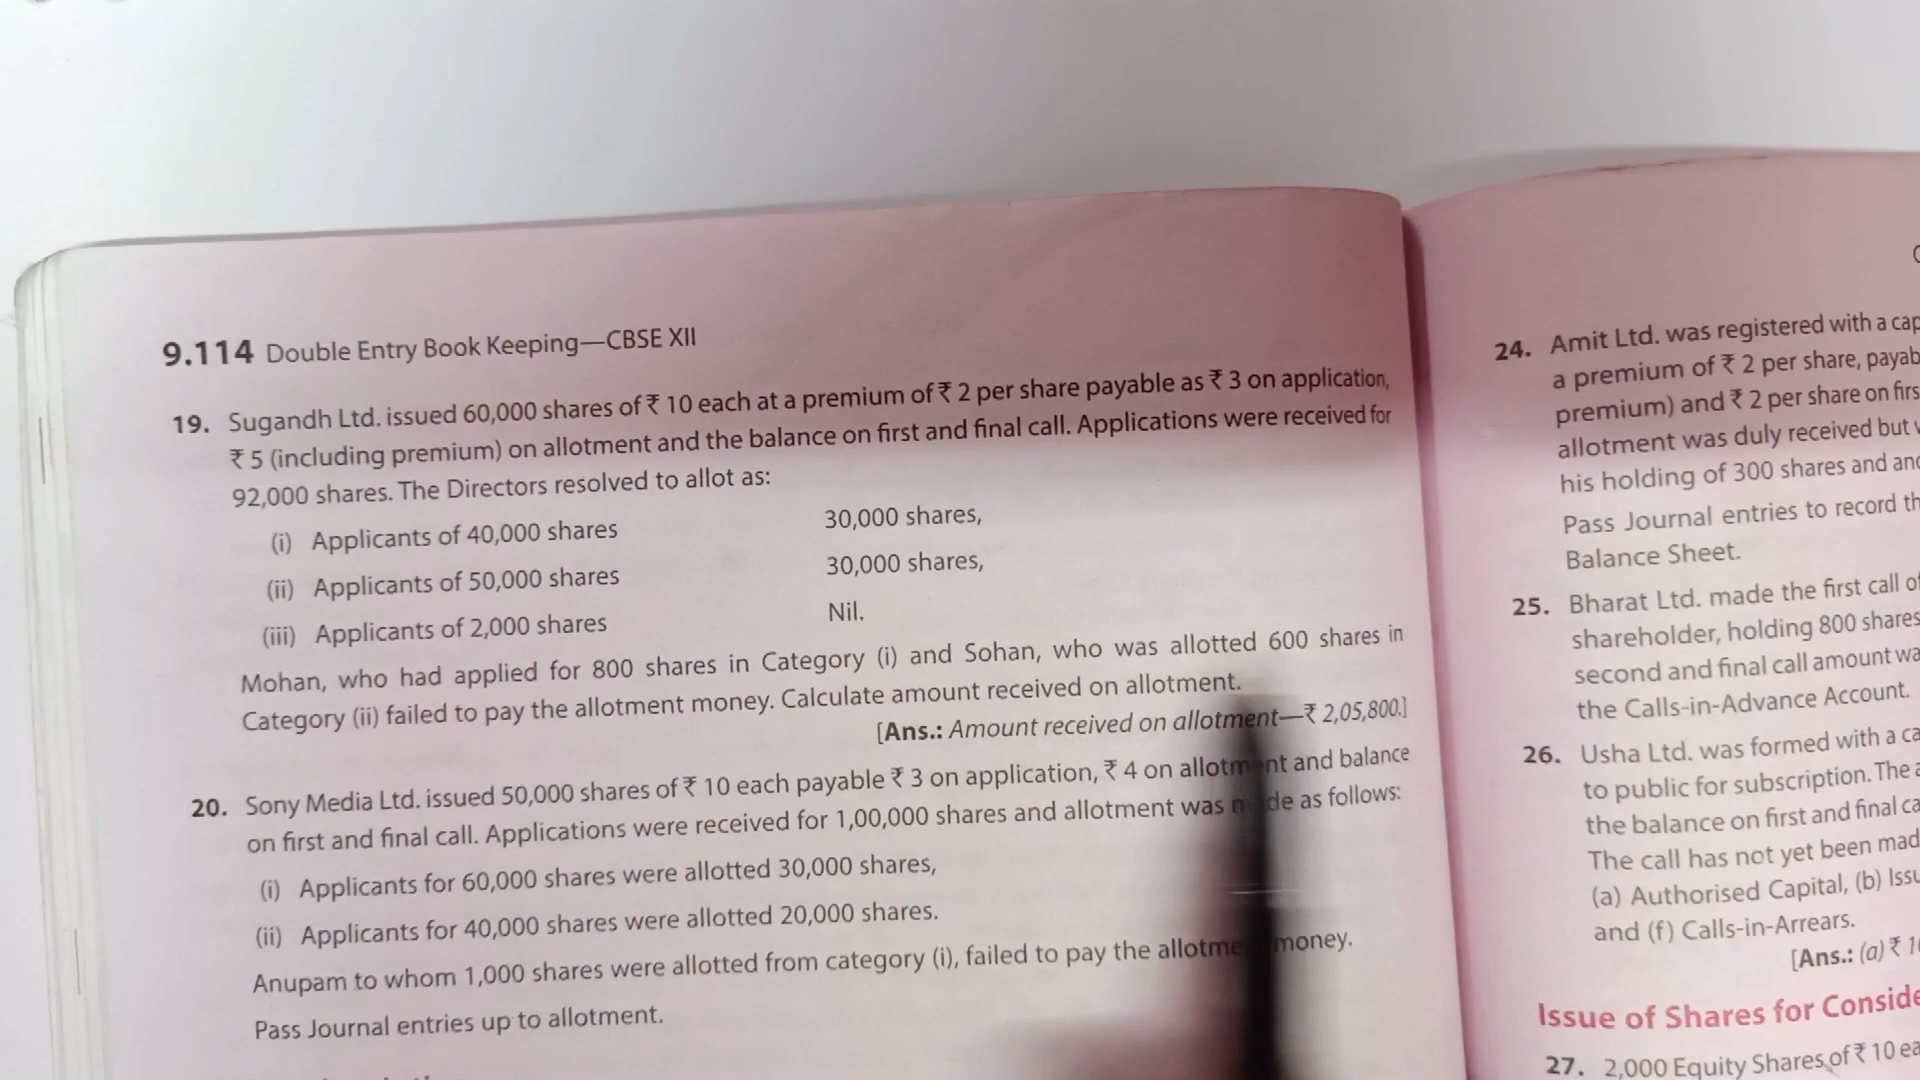 9.114 Double Entry Book Keeping—CBSE XII
19. Sugandh Ltd. issued 60,000 shares of ₹ 10 each at a premium of ₹ 2 per share payable as ₹ 3 on application,
₹ 5 (including premium) on allotment and the balance on first and final call. Applications were received for
92,000 shares. The Directors resolved to allot as:
(i) Applicants of 40,000 shares 30,000 shares,
(ii) Applicants of 50,000 shares 30,000 shares,
(iii) Applicants of 2,000 shares Nil.
Mohan, who had applied for 800 shares in Category (i) and Sohan, who was allotted 600 shares in
Category (ii) failed to pay the allotment money. Calculate amount received on allotment.
[Ans.: Amount received on allotment—₹ 2,05,800.]
20. Sony Media Ltd. issued 50,000 shares of ₹ 10 each payable ₹ 3 on application, ₹ 4 on allotment and balance
on first and final call. Applications were received for 1,00,000 shares and allotment was made as follows:
(i) Applicants for 60,000 shares were allotted 30,000 shares,
(ii) Applicants for 40,000 shares were allotted 20,000 shares.
Anupam to whom 1,000 shares were allotted from category (i), failed to pay the allotment money.
Pass Journal entries up to allotment.
24. Amit Ltd. was registered with a cap
a premium of ₹ 2 per share, payab
premium) and ₹ 2 per share on firs
allotment was duly received but
his holding of 300 shares and
Pass Journal entries to record th
Balance Sheet.
25. Bharat Ltd. made the first call of
shareholder, holding 800 shares
second and final call amount wa
the Calls-in-Advance Account.
26. Usha Ltd. was formed with a ca
to public for subscription. The
the balance on first and final ca
The call has not yet been mad
(a) Authorised Capital, (b) Issu
and (f) Calls-in-Arrears.
[Ans.: (a) ₹
Issue of Shares for Conside
27. 2,000 Equity Shares of ₹ 10 ea